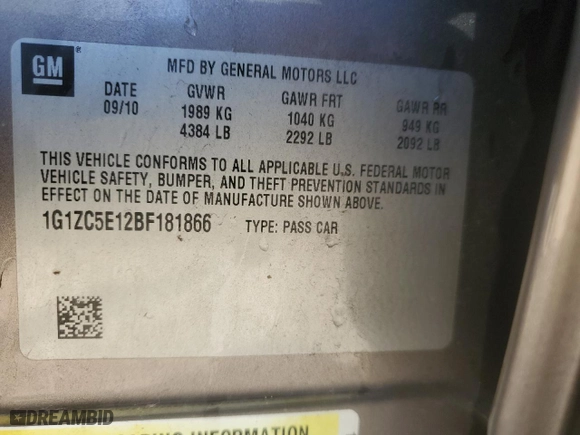 GM
MFD BY GENERAL MOTORS LLC
DATE GVWR GAWR FRT GAWR RR
09/10 1989 KG 1040 KG 949 KG
4384 LB 2292 LB 2092 LB
THIS VEHICLE CONFORMS TO ALL APPLICABLE U.S. FEDERAL MOTOR
VEHICLE SAFETY, BUMPER, AND THEFT PREVENTION STANDARDS IN
EFFECT ON THE DATE OF MANUFACTURE SHOWN ABOVE.
1G1ZC5E12BF181866 TYPE: PASS CAR
DREAMBID
INFORMATION